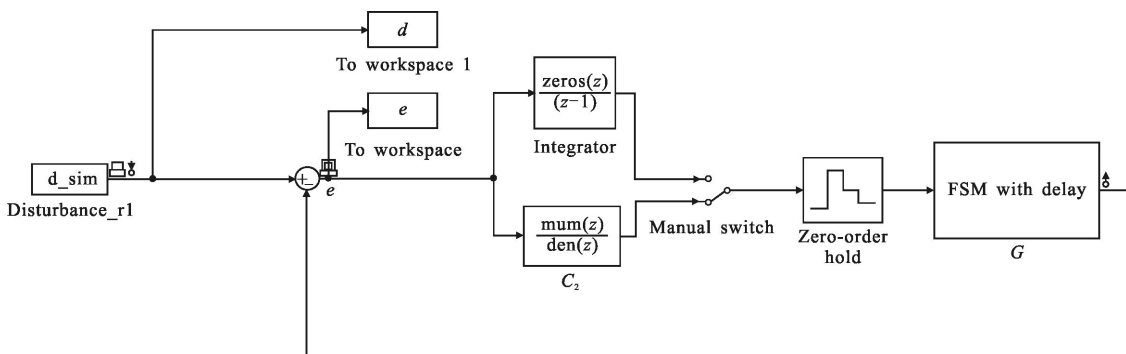 d
To workspace 1
e
To workspace
d_sim
Disturbance_r1
+
−
e
zeros(z)
(z−1)
Integrator
mum(z)
den(z)
C₂
Manual switch
Zero-order
hold
FSM with delay
G